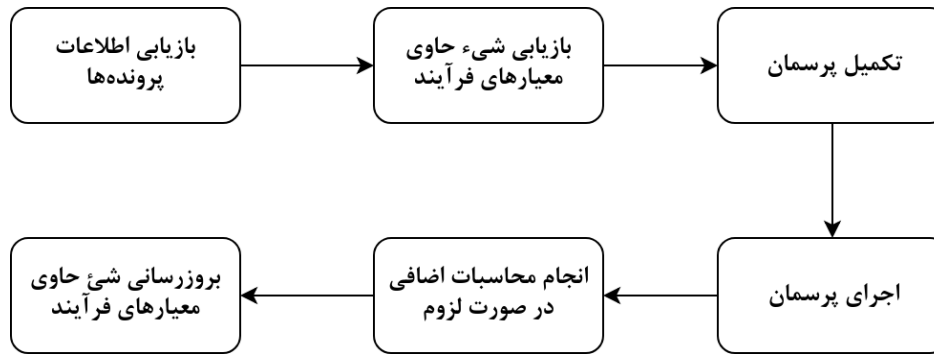 بازیابی اطلاعات
پرونده‌ها
بازیابی شیء حاوی
معیارهای فرآیند
تکمیل پرسمان
اجرای پرسمان
انجام محاسبات اضافی
در صورت لزوم
بروزرسانی شئ حاوی
معیارهای فرآیند